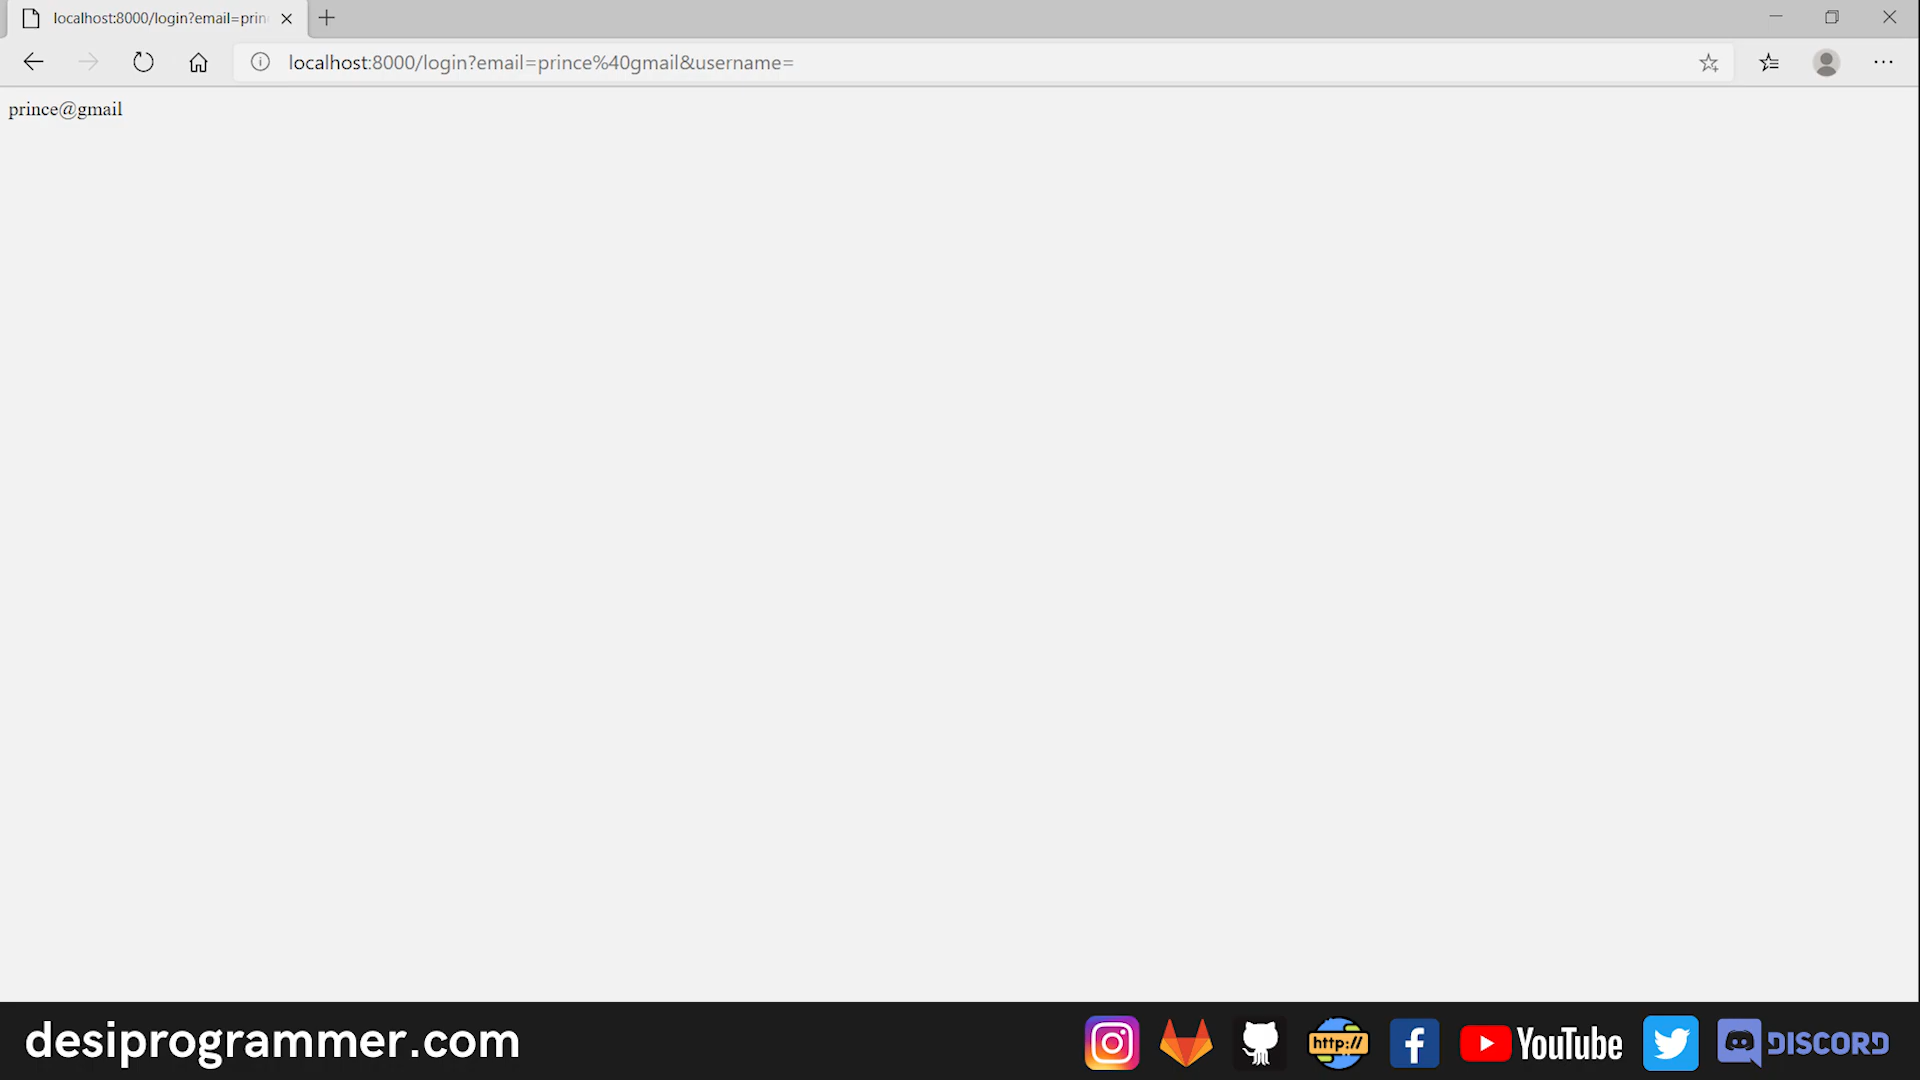 localhost:8000/login?email=prin
localhost:8000/login?email=prince%40gmail&username=
prince@gmail
desiprogrammer.com
http://
YouTube
DISCORD